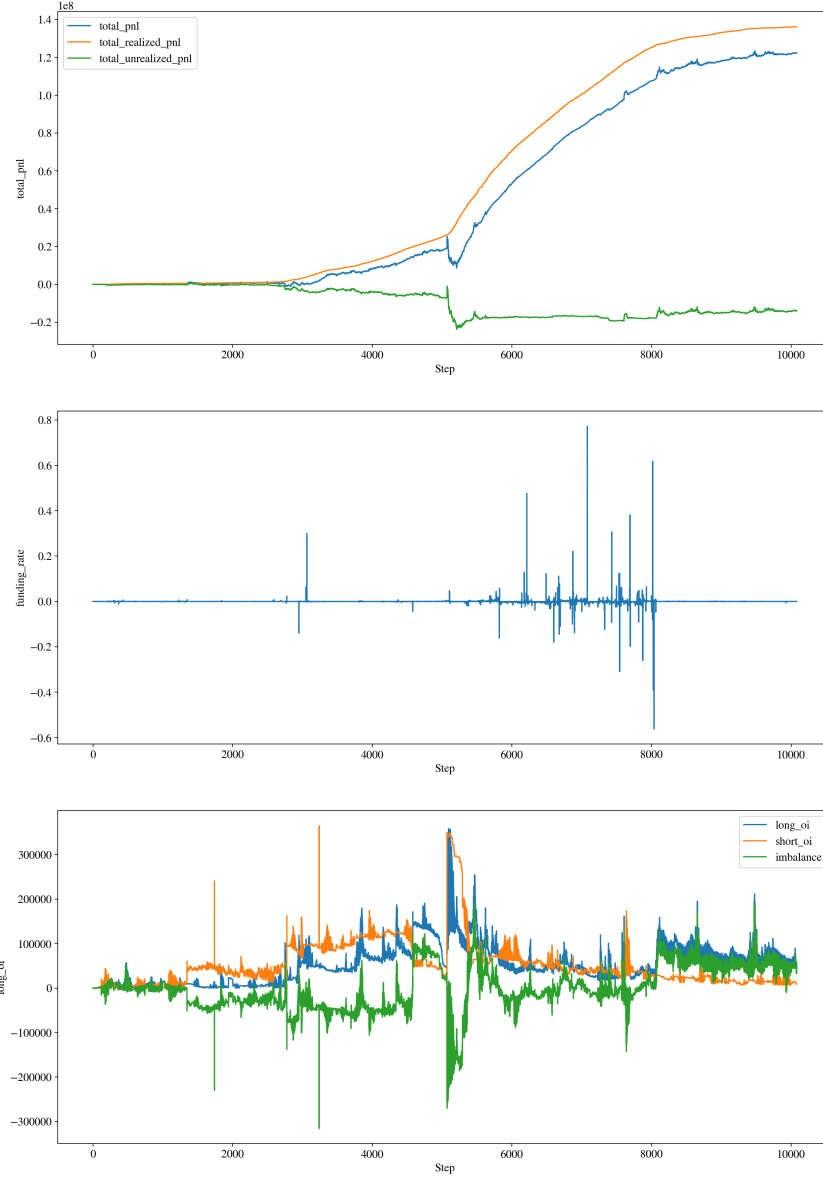 1e8
1.4
1.2
1.0
0.8
0.6
0.4
0.2
0.0
−0.2
total_pnl
total_pnl
total_realized_pnl
total_unrealized_pnl
0 2000 4000 6000 8000 10000
Step
0.8
0.6
0.4
0.2
0.0
−0.2
−0.4
−0.6
funding_rate
0 2000 4000 6000 8000 10000
Step
300000
200000
100000
0
−100000
−200000
−300000
long_oi
long_oi
short_oi
imbalance
0 2000 4000 6000 8000 10000
Step